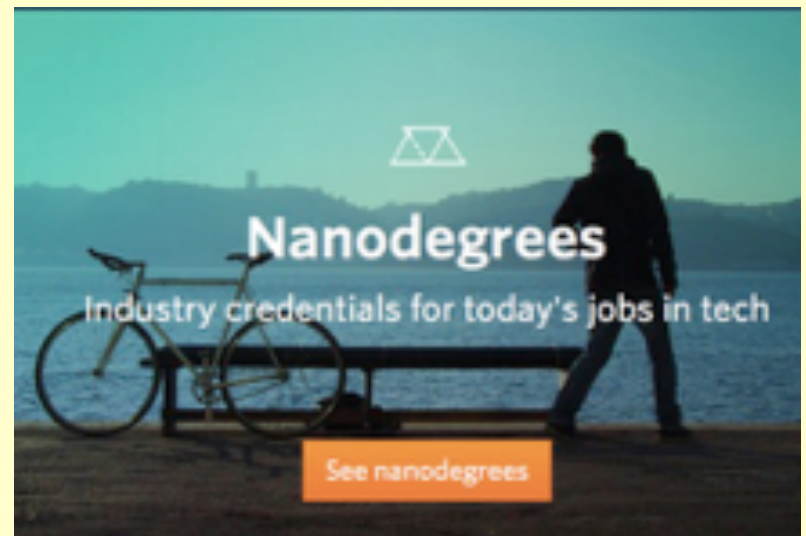 Nanodegrees
Industry credentials for today's jobs in tech
See nanodegrees